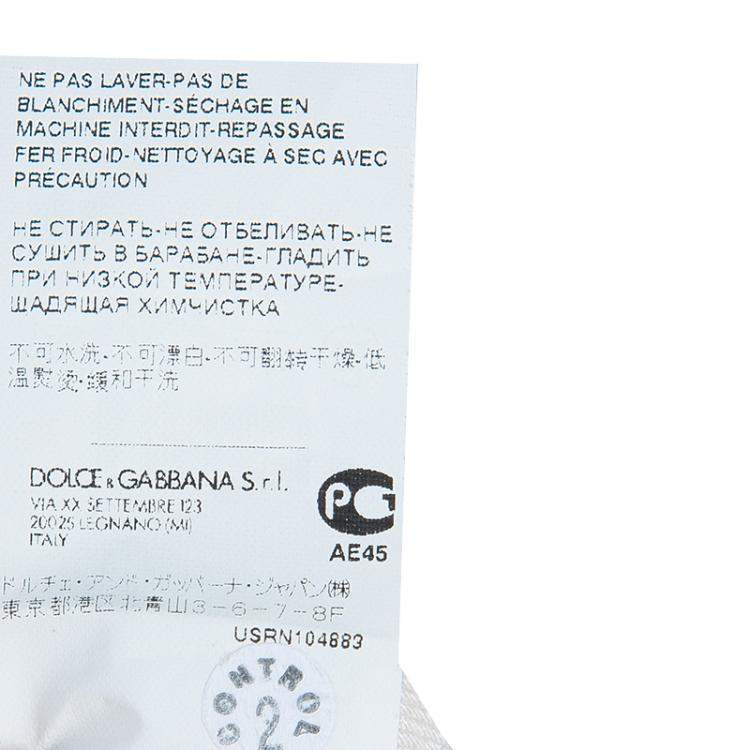 NE PAS LAVER-PAS DE
BLANCHIMENT-SÉCHAGE EN
MACHINE INTERDIT-REPASSAGE
FER FROID-NETTOYAGE À SEC AVEC
PRÉCAUTION
НЕ СТИРАТЬ-НЕ ОТБЕЛИВАТЬ-НЕ
СУШИТЬ В БАРАБАНЕ-ГЛАДИТЬ
ПРИ НИЗКОЙ ТЕМПЕРАТУРЕ-
ЩАДЯЩАЯ ХИМЧИСТКА
不可水洗-不可漂白-不可翻转干燥-低
温熨烫-缓和干洗
DOLCE & GABBANA S.r.l.
VIA XX SETTEMBRE 123
20025 LEGNANO (MI)
ITALY
PG
AE45
ドルチェ・アンド・ガッバーナ・ジャパン(株)
東京都港区北青山3-6-7-8F
USRN104883
CONTROL
2